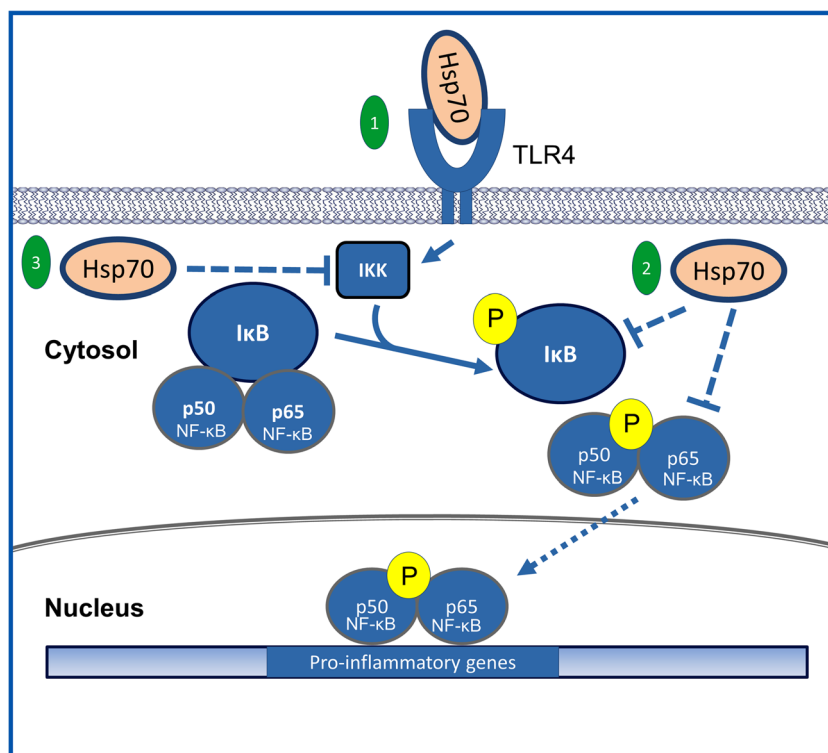 Hsp70
1
TLR4
3
Hsp70
IKK
2
Hsp70
P
IκB
IκB
Cytosol
p50
NF-κB
p65
NF-κB
P
p50
NF-κB
p65
NF-κB
P
Nucleus
p50
NF-κB
p65
NF-κB
Pro-inflammatory genes